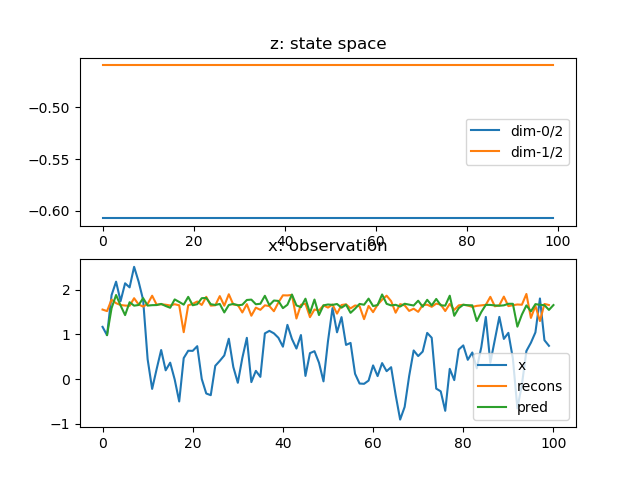 z: state space
−0.50
−0.55
−0.60
dim-0/2
dim-1/2
0 20 40 60 80 100
x: observation
2
1
0
−1
x
recons
pred
0 20 40 60 80 100